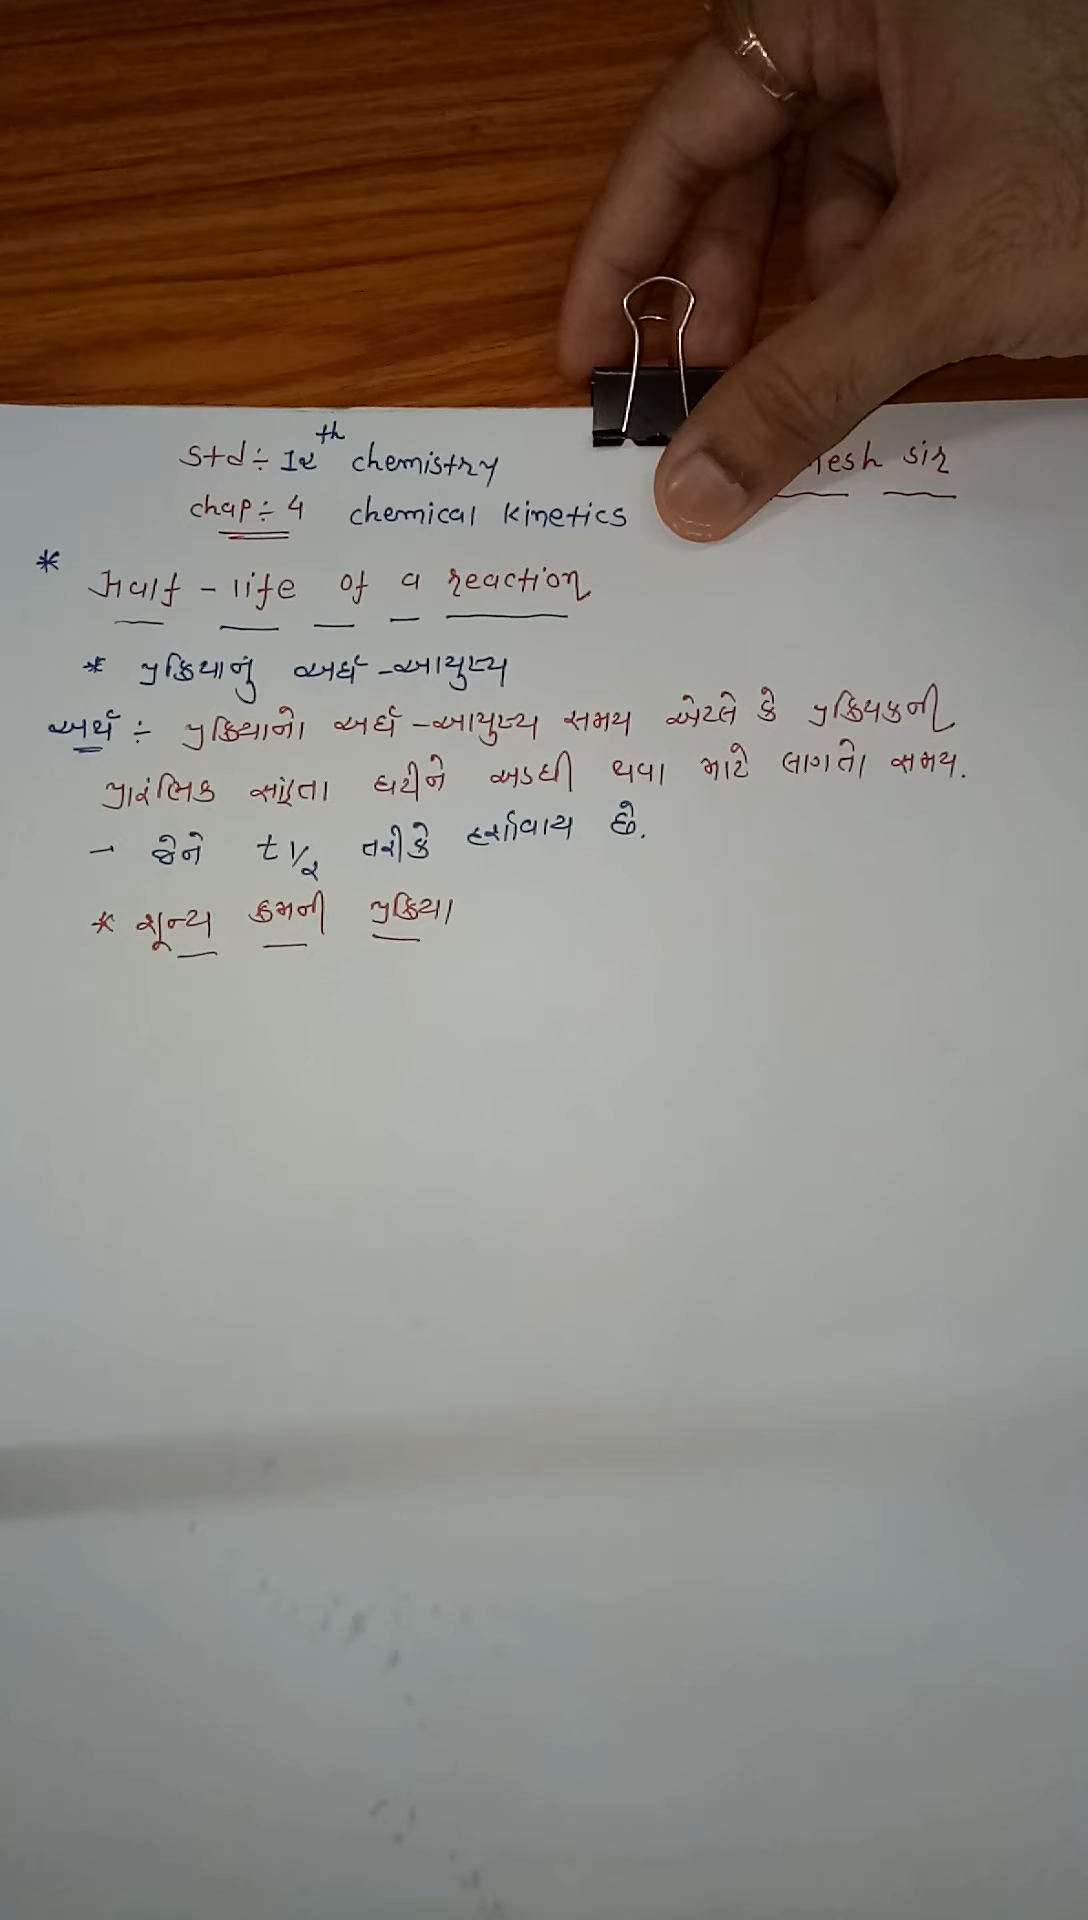 Std÷ 12th chemistry sir
chap÷ 4 chemical kinetics
* Half-life of a reaction
* પ્રક્રિયાનું અર્ધ-આયુષ્ય
અર્થ÷ પ્રક્રિયાનો અર્ધ-આયુષ્ય સમય એટલે કે પ્રક્રિયકની
પ્રારંભિક સાંદ્રતા ઘટીને અડધી થવા માટે લાગતો સમય.
- જેને t1/2 તરીકે દર્શાવાય છે.
* શૂન્ય ક્રમની પ્રક્રિયા